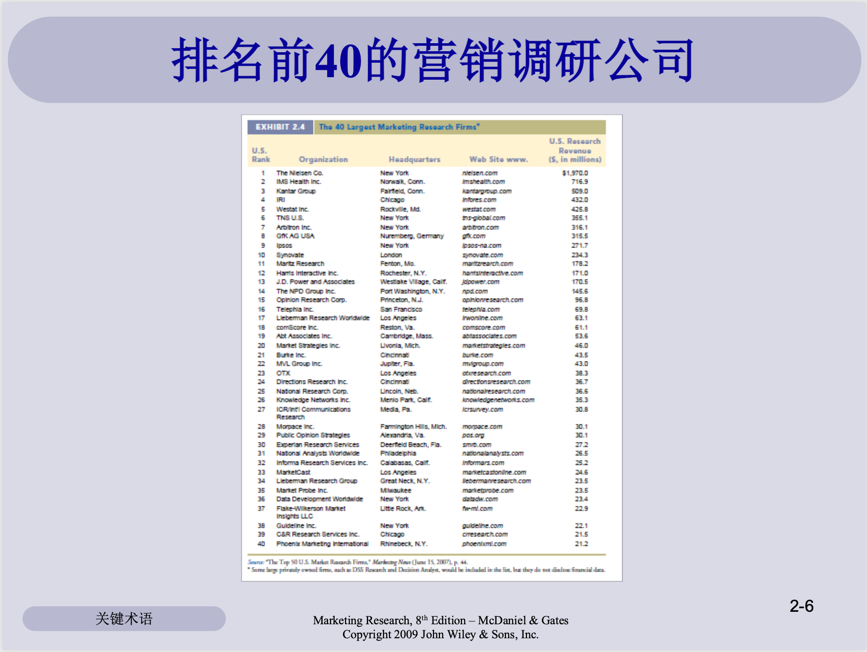 排名前40的营销调研公司
EXHIBIT 2.4 The 40 Largest Marketing Research Firms*
U.S. Research
U.S. Revenue
Rank Organization Headquarters Web Site www. ($, in millions)
1 The Nielsen Co. New York nielsen.com $1,970.0
2 IMS Health Inc. Norwalk, Conn. imshealth.com 716.9
3 Kantar Group Fairfield, Conn. kantargroup.com 509.0
4 IRI Chicago infores.com 432.0
5 Westat Inc. Rockville, Md. westat.com 425.8
6 TNS U.S. New York tns-global.com 355.1
7 Arbitron Inc. New York arbitron.com 316.1
8 GfK AG USA Nuremberg, Germany gfk.com 315.5
9 Ipsos New York ipsos-na.com 271.7
10 Synovate London synovate.com 234.3
11 Maritz Research Fenton, Mo. maritzrearch.com 178.2
12 Harris Interactive Inc. Rochester, N.Y. harrisinteractive.com 171.0
13 J.D. Power and Associates Westlake Village, Calif. jdpower.com 170.5
14 The NPD Group Inc. Port Washington, N.Y. npd.com 145.6
15 Opinion Research Corp. Princeton, N.J. opinionresearch.com 96.8
16 Telephia Inc. San Francisco telephia.com 69.8
17 Lieberman Research Worldwide Los Angeles lrwonline.com 63.1
18 comScore Inc. Reston, Va. comscore.com 61.1
19 Abt Associates Inc. Cambridge, Mass. abtassociates.com 53.6
20 Market Strategies Inc. Livonia, Mich. marketstrategies.com 46.0
21 Burke Inc. Cincinnati burke.com 43.5
22 MVL Group Inc. Jupiter, Fla. mvlgroup.com 43.0
23 OTX Los Angeles otxresearch.com 38.3
24 Directions Research Inc. Cincinnati directionsresearch.com 36.7
25 National Research Corp. Lincoln, Neb. nationalresearch.com 36.6
26 Knowledge Networks Inc. Menlo Park, Calif. knowledgenetworks.com 35.3
27 ICR/Int'l Communications Media, Pa. icrsurvey.com 30.8
Research
28 Morpace Inc. Farmington Hills, Mich. morpace.com 30.1
29 Public Opinion Strategies Alexandria, Va. pos.org 30.1
30 Experian Research Services Deerfield Beach, Fla. smrb.com 27.2
31 National Analysts Worldwide Philadelphia nationalanalysts.com 26.5
32 Informa Research Services Inc. Calabasas, Calif. informars.com 25.2
33 MarketCast Los Angeles marketcastonline.com 24.6
34 Lieberman Research Group Great Neck, N.Y. liebermanresearch.com 23.5
35 Market Probe Inc. Milwaukee marketprobe.com 23.5
36 Data Development Worldwide New York datadw.com 23.4
37 Flake-Wilkerson Market Little Rock, Ark. fw-mi.com 22.9
Insights LLC
38 Guideline Inc. New York guideline.com 22.1
39 C&R Research Services Inc. Chicago crresearch.com 21.5
40 Phoenix Marketing International Rhinebeck, N.Y. phoenixmi.com 21.2
Source: "The Top 50 U.S. Market Research Firms," Marketing News (June 15, 2007), p. 44.
* Some large privately owned firms, such as DSS Research and Decision Analyst, would be included in the list, but they do not disclose financial data.
2-6
关键术语
Marketing Research, 8th Edition – McDaniel & Gates
Copyright 2009 John Wiley & Sons, Inc.